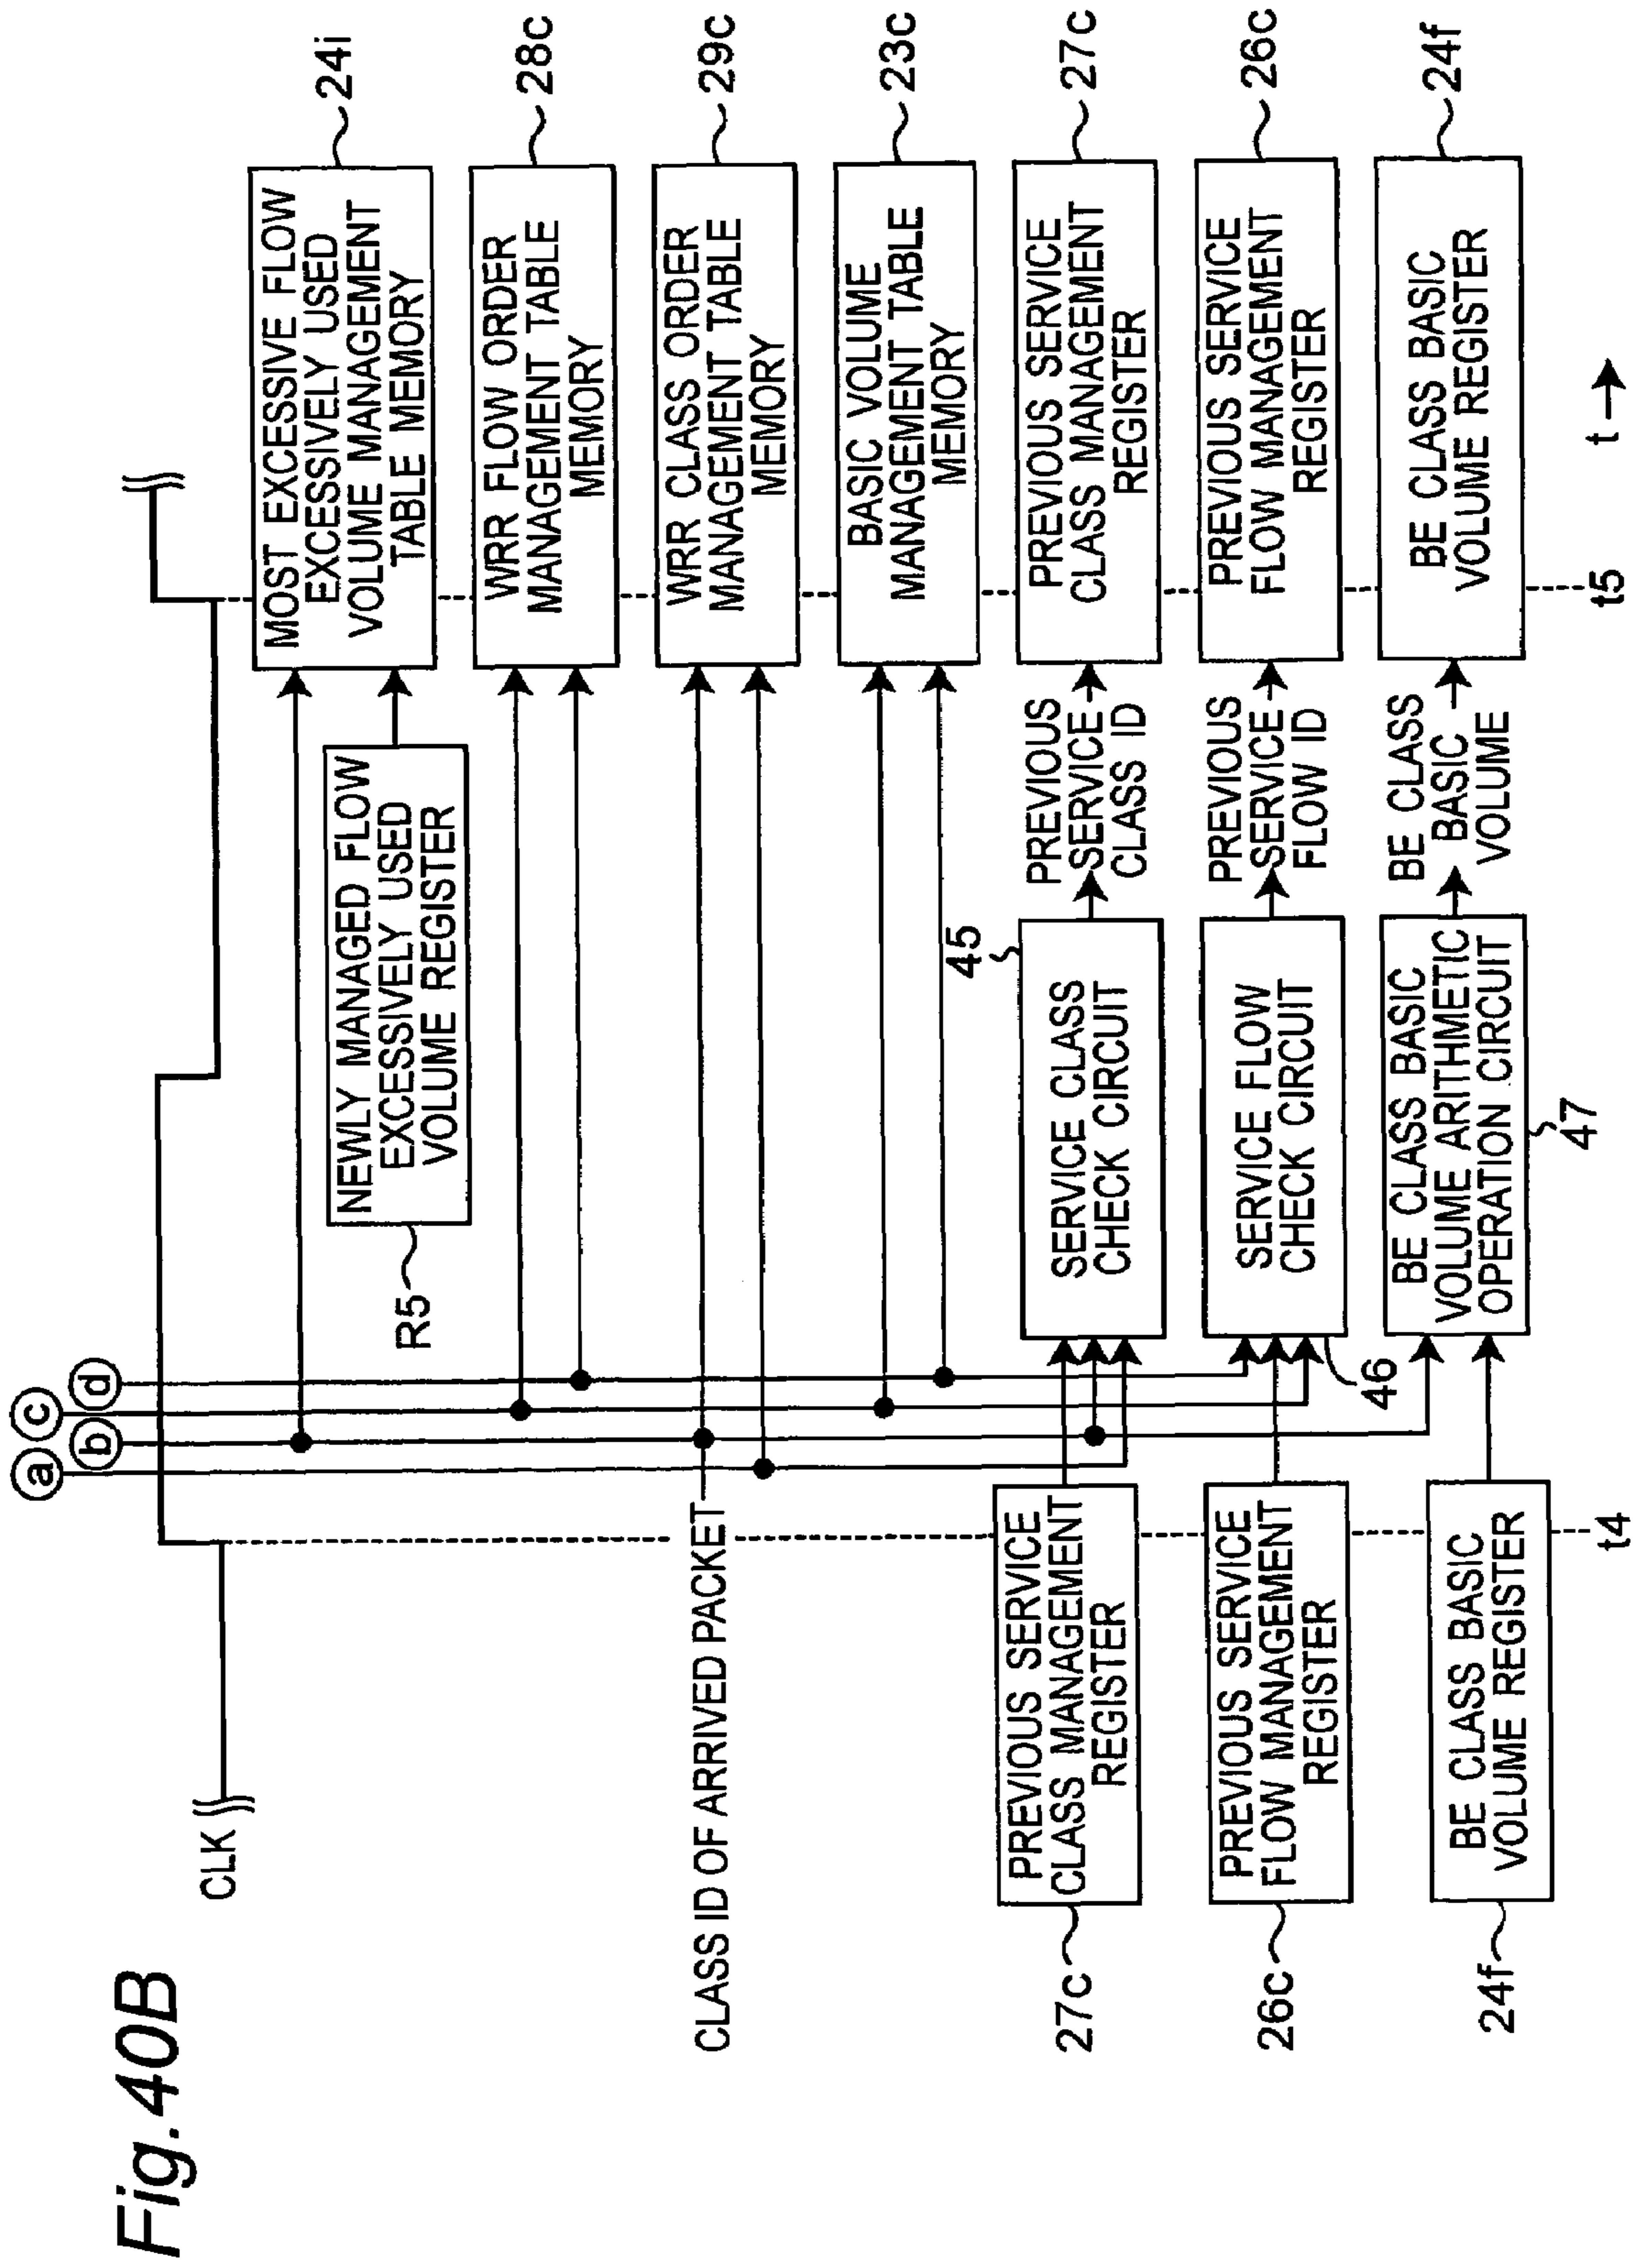 Fig.40B
CLK
a
b
c
d
CLASS ID OF ARRIVED PACKET
MOST EXCESSIVE FLOW
EXCESSIVELY USED
VOLUME MANAGEMENT
TABLE MEMORY
24i
NEWLY MANAGED FLOW
EXCESSIVELY USED
VOLUME REGISTER
R5
WRR FLOW ORDER
MANAGEMENT TABLE
MEMORY
28c
WRR CLASS ORDER
MANAGEMENT TABLE
MEMORY
29c
BASIC VOLUME
MANAGEMENT TABLE
MEMORY
23c
27c
PREVIOUS SERVICE
CLASS MANAGEMENT
REGISTER
45
SERVICE CLASS
CHECK CIRCUIT
PREVIOUS
SERVICE
CLASS ID
PREVIOUS SERVICE
CLASS MANAGEMENT
REGISTER
27c
26c
PREVIOUS SERVICE
FLOW MANAGEMENT
REGISTER
46
SERVICE FLOW
CHECK CIRCUIT
PREVIOUS
SERVICE
FLOW ID
PREVIOUS SERVICE
FLOW MANAGEMENT
REGISTER
26c
24f
BE CLASS BASIC
VOLUME REGISTER
BE CLASS BASIC
VOLUME ARITHMETIC
OPERATION CIRCUIT
47
BE CLASS
BASIC
VOLUME
BE CLASS BASIC
VOLUME REGISTER
24f
t4
t5
t